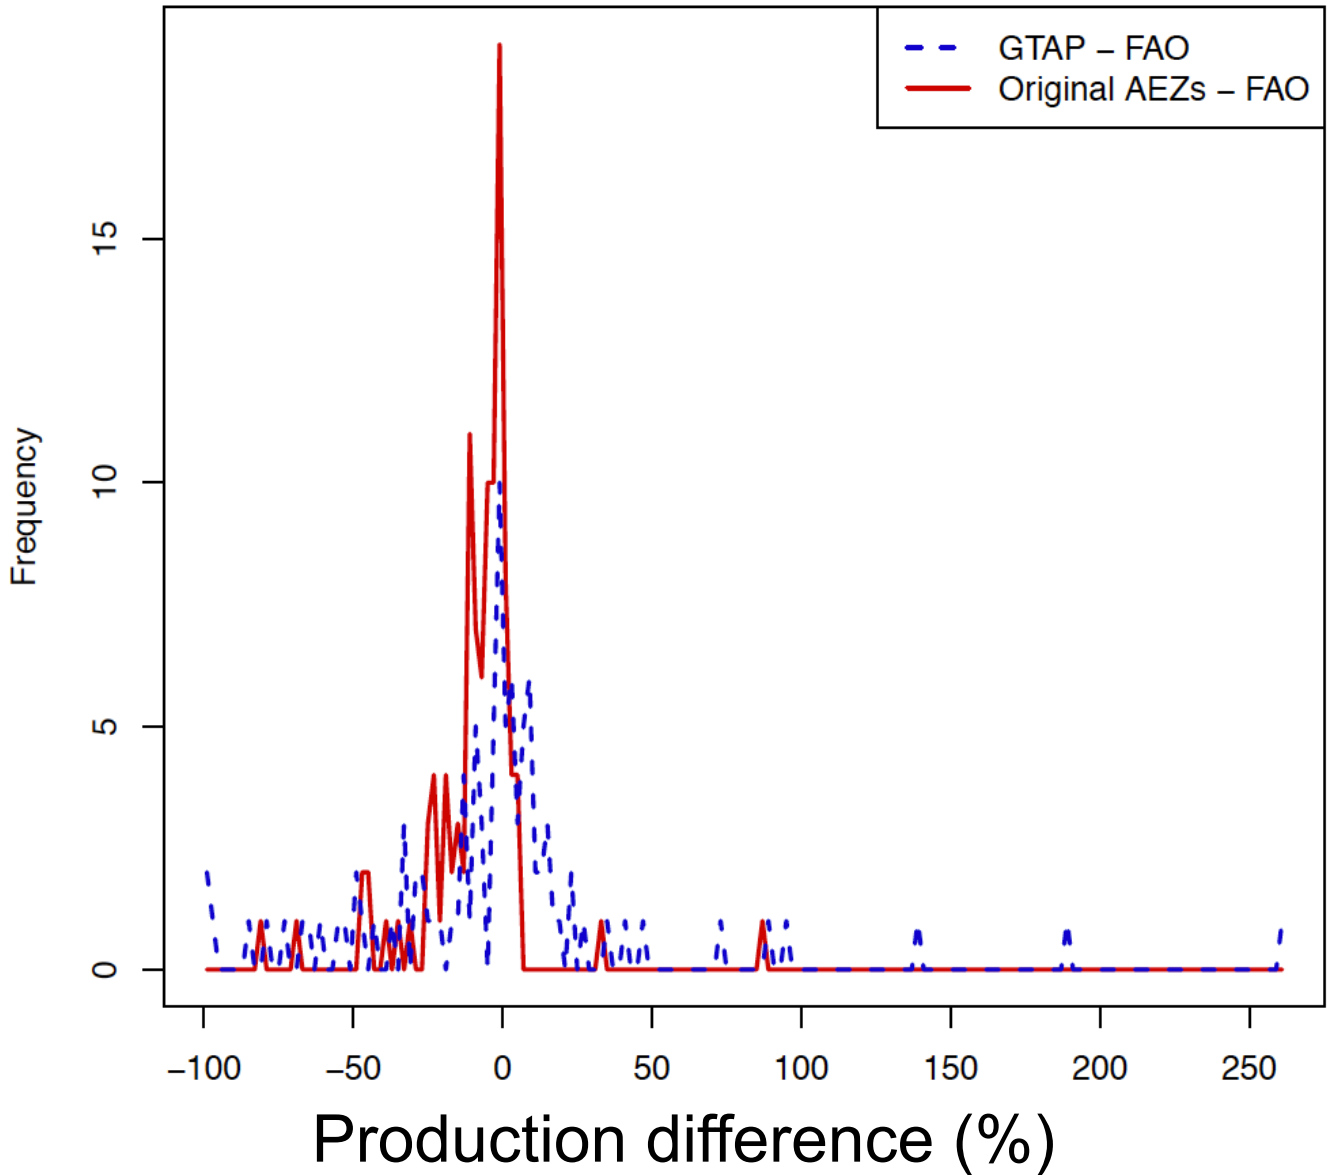 GTAP – FAO
Original AEZs – FAO
Frequency
15
10
5
0
−100 −50 0 50 100 150 200 250
Production difference (%)